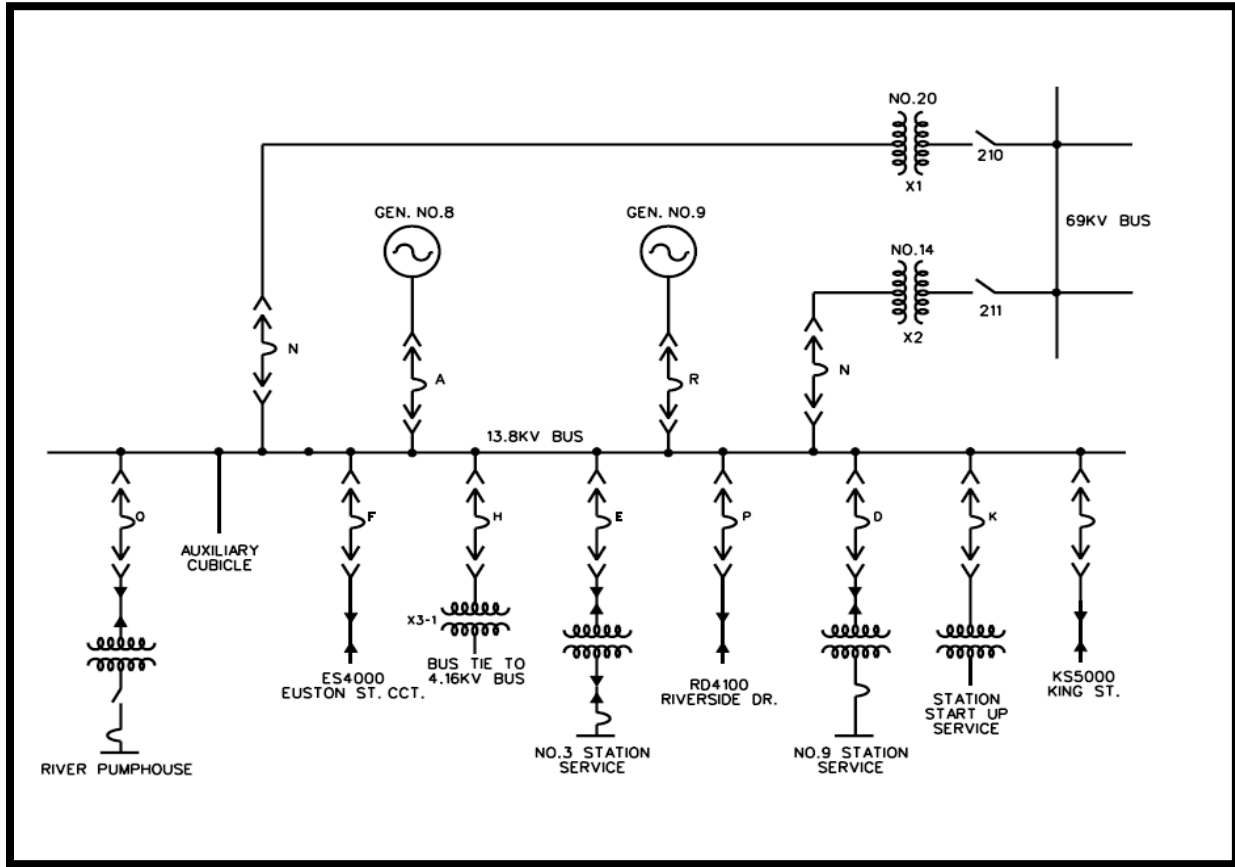 NO.20
210
X1
GEN. NO.8
GEN. NO.9
69KV BUS
NO.14
211
X2
N
A
R
N
13.8KV BUS
Q
F
H
E
P
D
K
AUXILIARY
CUBICLE
X3-1
ES4000
EUSTON ST. CCT.
BUS TIE TO
4.16KV BUS
RD4100
RIVERSIDE DR.
STATION
START UP
SERVICE
KS5000
KING ST.
RIVER PUMPHOUSE
NO.3 STATION
SERVICE
NO.9 STATION
SERVICE